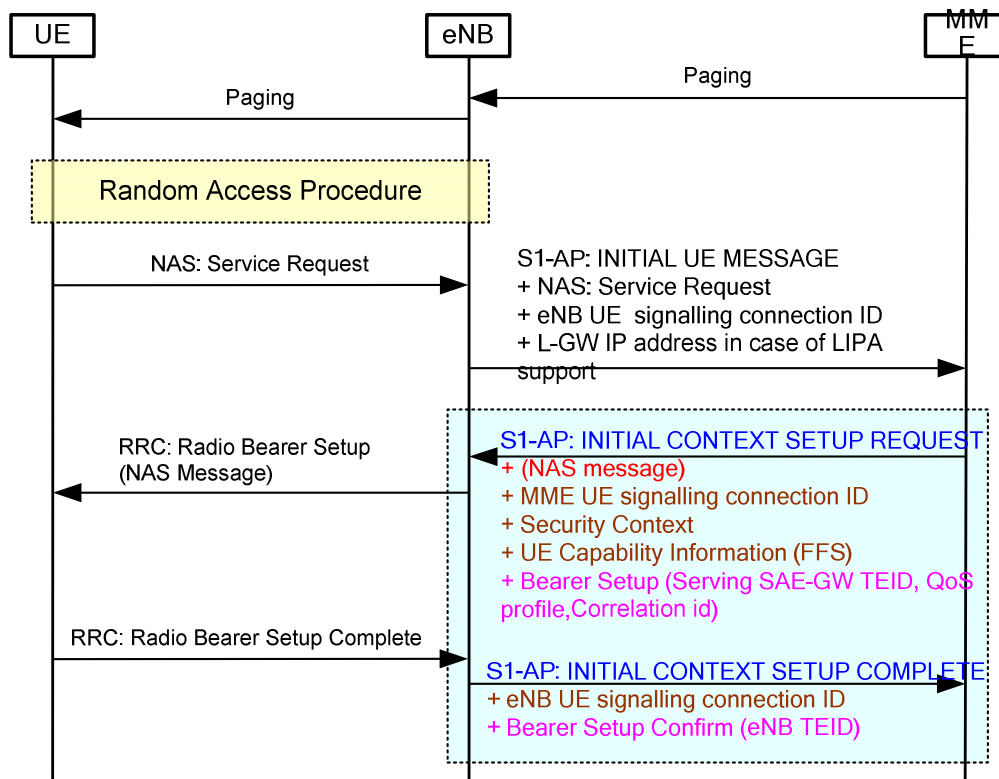 UE
eNB
MM
E
Paging
Paging
Random Access Procedure
NAS: Service Request
S1-AP: INITIAL UE MESSAGE
+ NAS: Service Request
+ eNB UE signalling connection ID
+ L-GW IP address in case of LIPA
support
RRC: Radio Bearer Setup
(NAS Message)
S1-AP: INITIAL CONTEXT SETUP REQUEST
+ (NAS message)
+ MME UE signalling connection ID
+ Security Context
+ UE Capability Information (FFS)
+ Bearer Setup (Serving SAE-GW TEID, QoS
profile,Correlation id)
RRC: Radio Bearer Setup Complete
S1-AP: INITIAL CONTEXT SETUP COMPLETE
+ eNB UE signalling connection ID
+ Bearer Setup Confirm (eNB TEID)